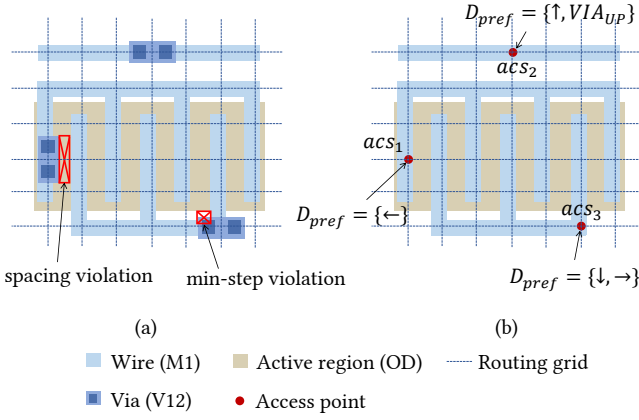 D_pref = {↑, VIA_UP}
acs_2
acs_1
D_pref = {←}
acs_3
spacing violation
min-step violation
D_pref = {↓, →}
(a)
(b)
Wire (M1)
Active region (OD)
Routing grid
Via (V12)
Access point